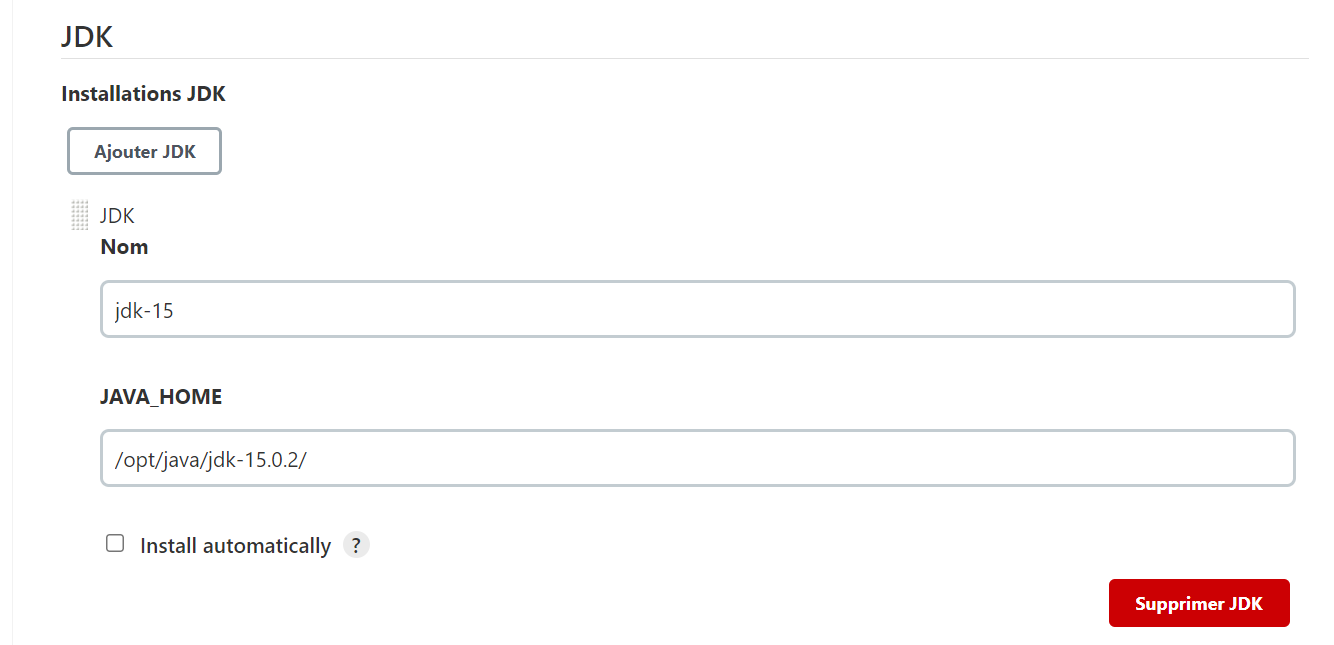 JDK
Installations JDK
Ajouter JDK
JDK
Nom
jdk-15
JAVA_HOME
/opt/java/jdk-15.0.2/
Install automatically ?
Supprimer JDK